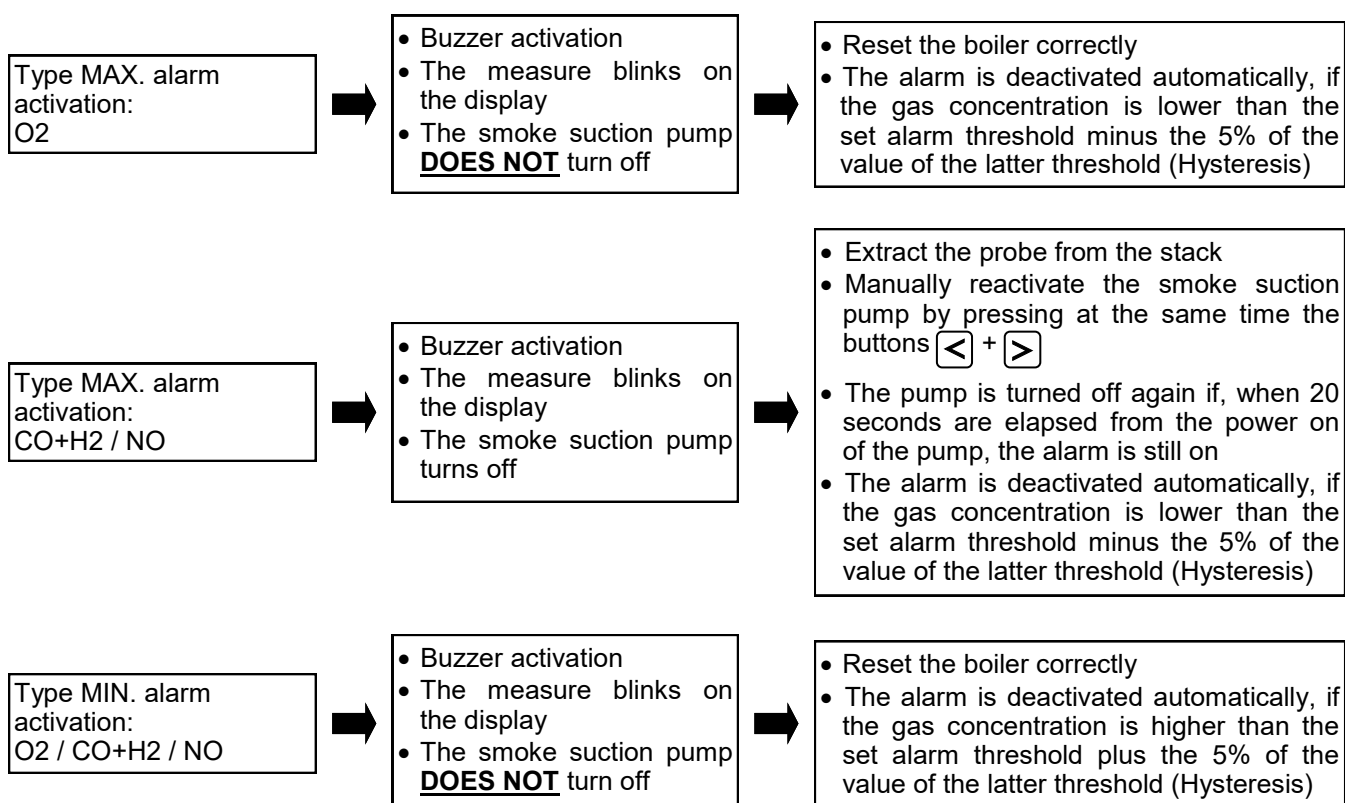 Type MAX. alarm
activation:
O2
• Buzzer activation
• The measure blinks on
the display
• The smoke suction pump
DOES NOT turn off
• Reset the boiler correctly
• The alarm is deactivated automatically, if
the gas concentration is lower than the
set alarm threshold minus the 5% of the
value of the latter threshold (Hysteresis)
Type MAX. alarm
activation:
CO+H2 / NO
• Buzzer activation
• The measure blinks on
the display
• The smoke suction pump
turns off
• Extract the probe from the stack
• Manually reactivate the smoke suction
pump by pressing at the same time the
buttons < + >
• The pump is turned off again if, when 20
seconds are elapsed from the power on
of the pump, the alarm is still on
• The alarm is deactivated automatically, if
the gas concentration is lower than the
set alarm threshold minus the 5% of the
value of the latter threshold (Hysteresis)
Type MIN. alarm
activation:
O2 / CO+H2 / NO
• Buzzer activation
• The measure blinks on
the display
• The smoke suction pump
DOES NOT turn off
• Reset the boiler correctly
• The alarm is deactivated automatically, if
the gas concentration is higher than the
set alarm threshold plus the 5% of the
value of the latter threshold (Hysteresis)